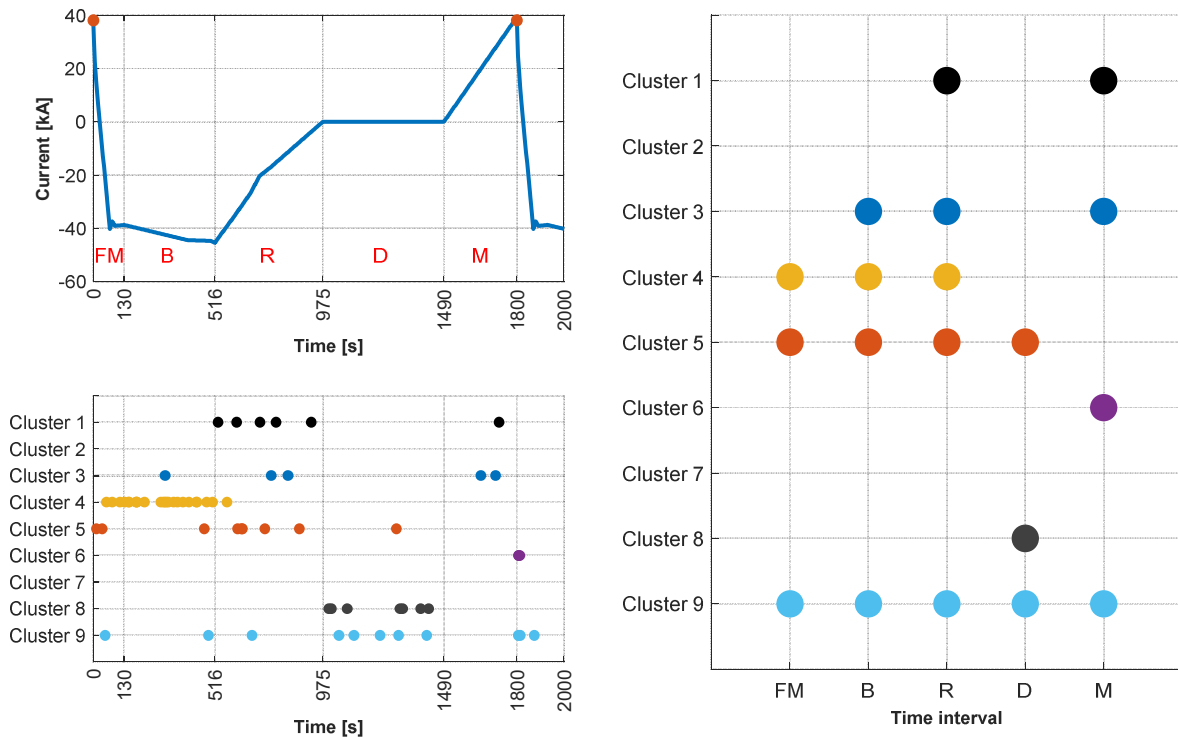 40
20
0
-20
-40
-60
Current [kA]
FM
B
R
D
M
0
130
516
975
1490
1800
2000
Time [s]
Cluster 1
Cluster 2
Cluster 3
Cluster 4
Cluster 5
Cluster 6
Cluster 7
Cluster 8
Cluster 9
0
130
516
975
1490
1800
2000
Time [s]
Cluster 1
Cluster 2
Cluster 3
Cluster 4
Cluster 5
Cluster 6
Cluster 7
Cluster 8
Cluster 9
FM
B
R
D
M
Time interval